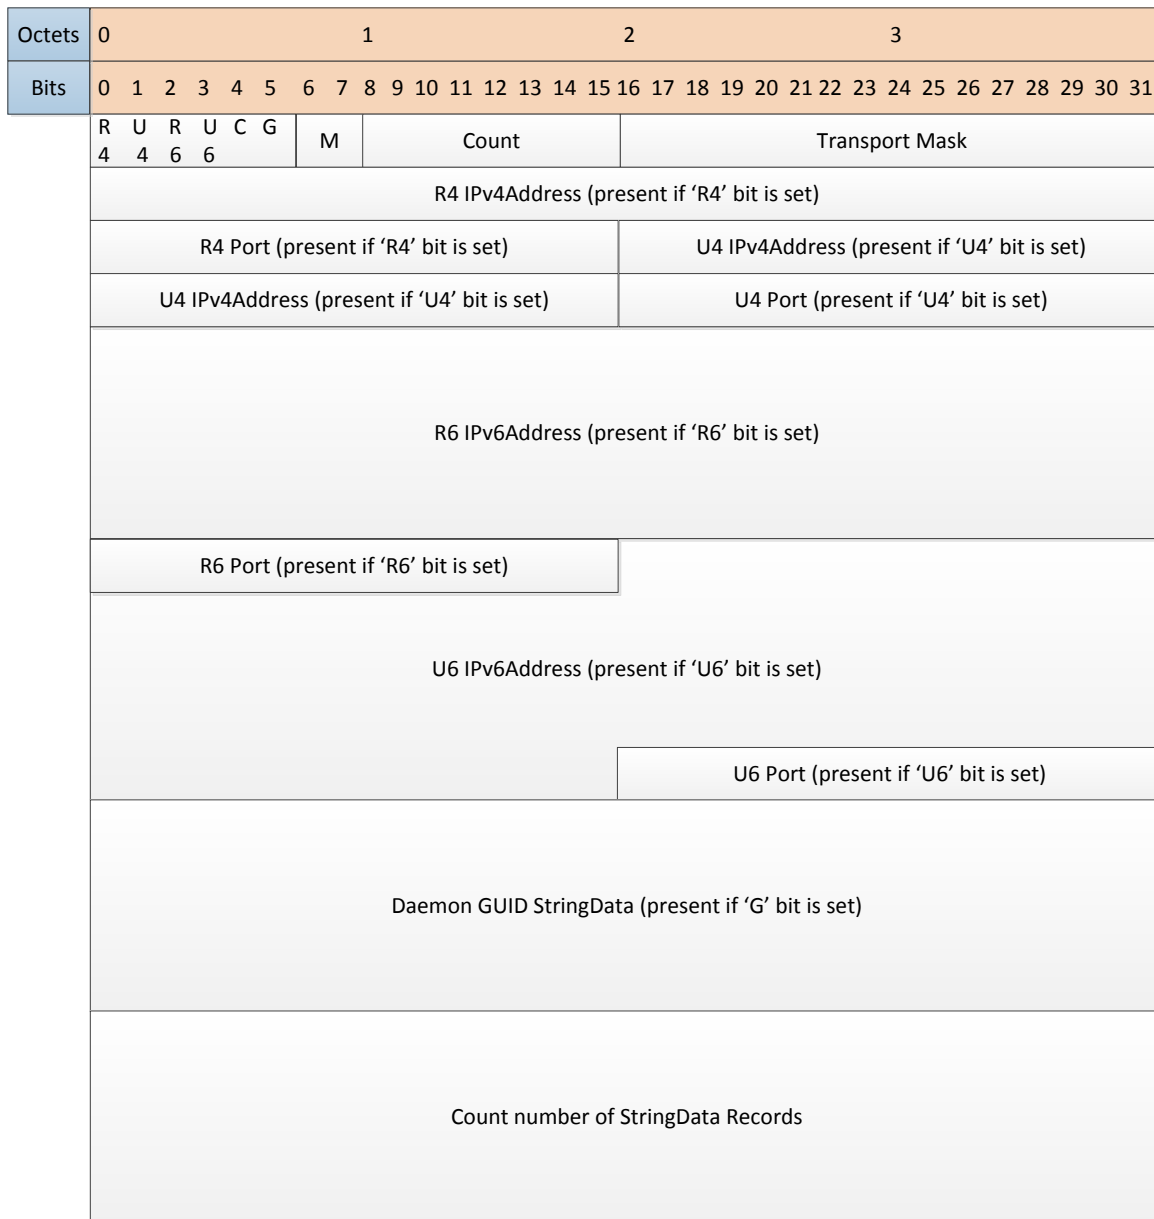 Octets 0 1 2 3
Bits 0 1 2 3 4 5 6 7 8 9 10 11 12 13 14 15 16 17 18 19 20 21 22 23 24 25 26 27 28 29 30 31
R4 U4 R6 U6 C G M Count Transport Mask
R4 IPv4Address (present if ‘R4’ bit is set)
R4 Port (present if ‘R4’ bit is set) U4 IPv4Address (present if ‘U4’ bit is set)
U4 IPv4Address (present if ‘U4’ bit is set) U4 Port (present if ‘U4’ bit is set)
R6 IPv6Address (present if ‘R6’ bit is set)
R6 Port (present if ‘R6’ bit is set)
U6 IPv6Address (present if ‘U6’ bit is set)
U6 Port (present if ‘U6’ bit is set)
Daemon GUID StringData (present if ‘G’ bit is set)
Count number of StringData Records